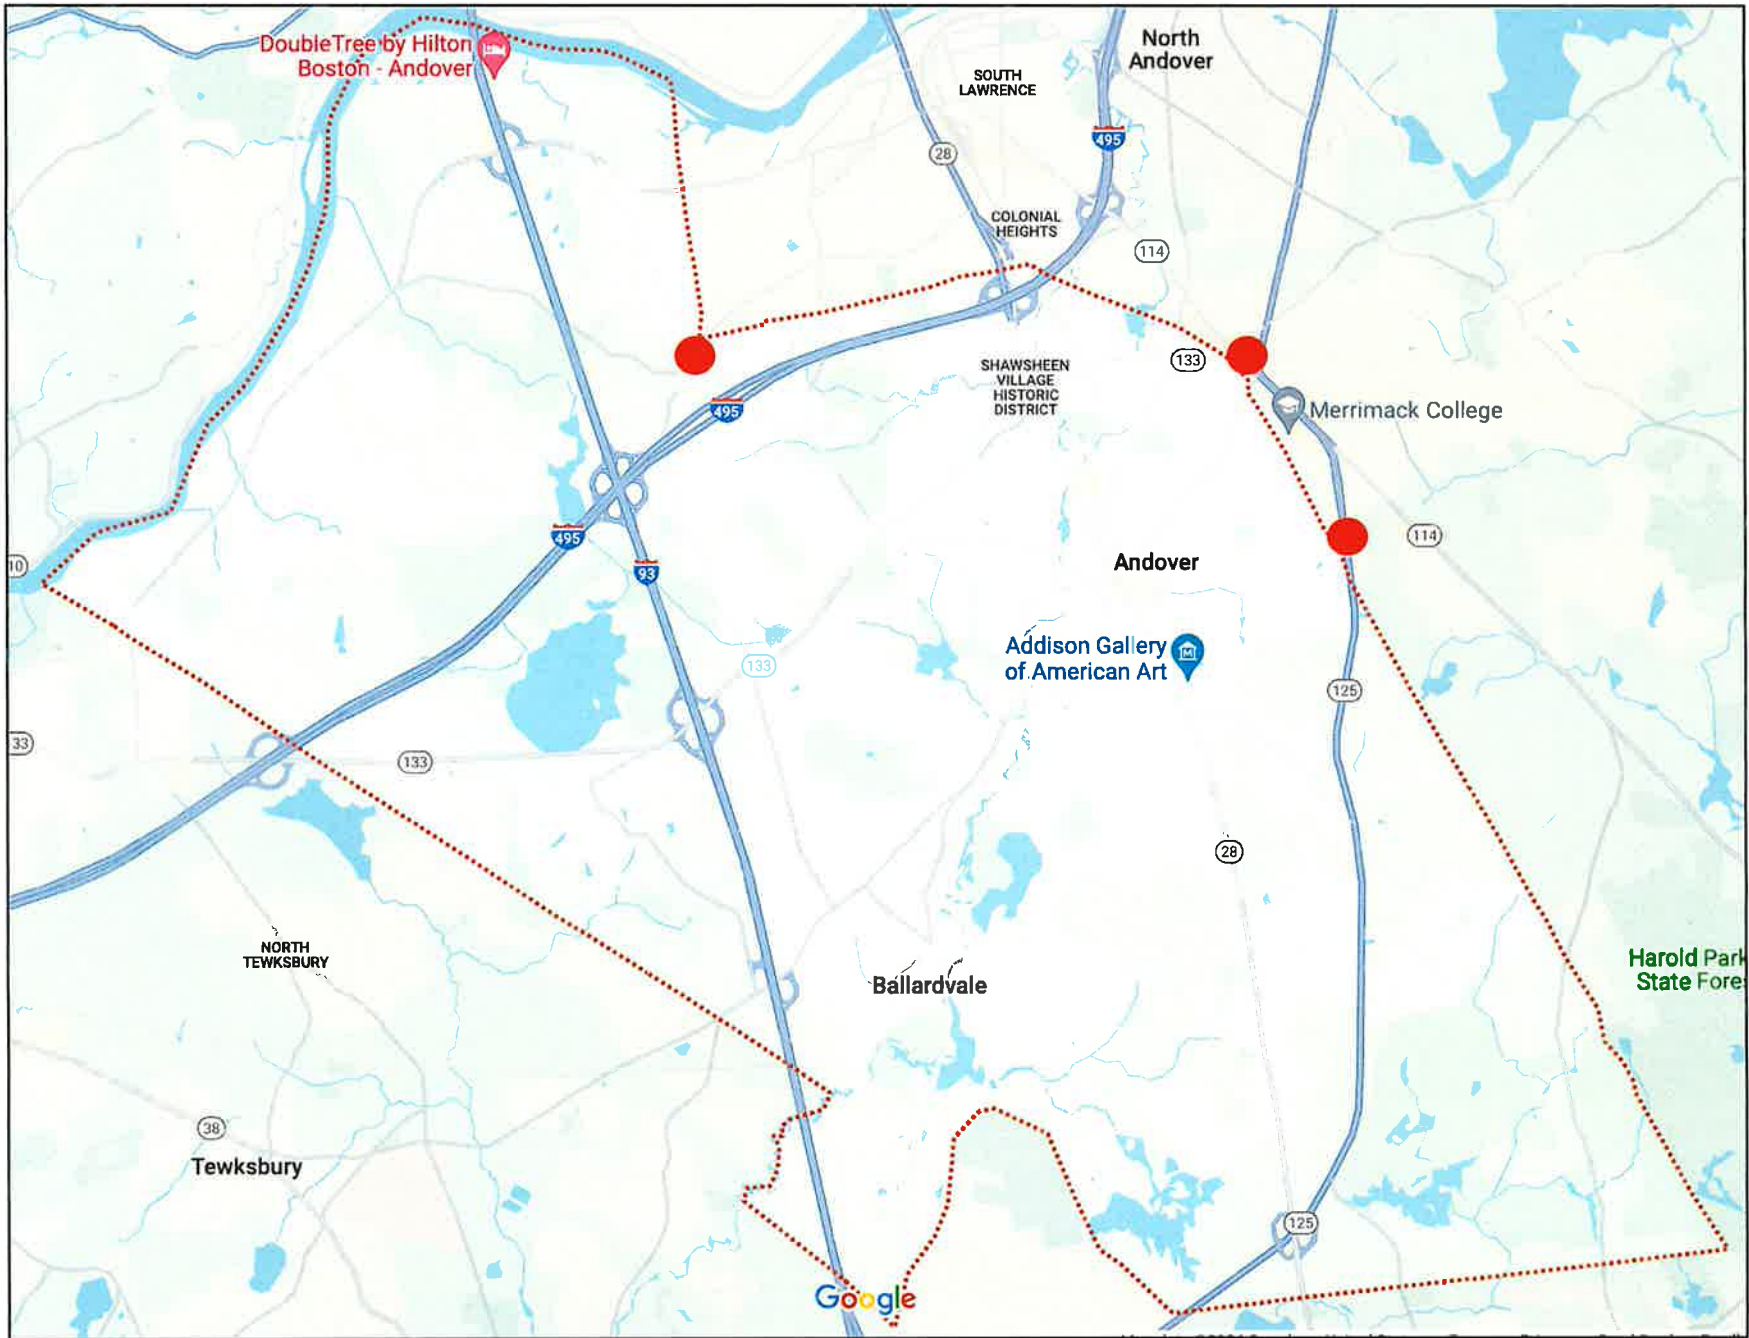 DoubleTree by Hilton
Boston - Andover
North
Andover
SOUTH
LAWRENCE
495
28
COLONIAL
HEIGHTS
114
133
SHAWSHEEN
VILLAGE
HISTORIC
DISTRICT
495
Merrimack College
495
114
10
93
Andover
Addison Gallery
of American Art
133
125
33
133
28
NORTH
TEWKSBURY
Ballardvale
Harold Park
State Fore
38
Tewksbury
125
Google